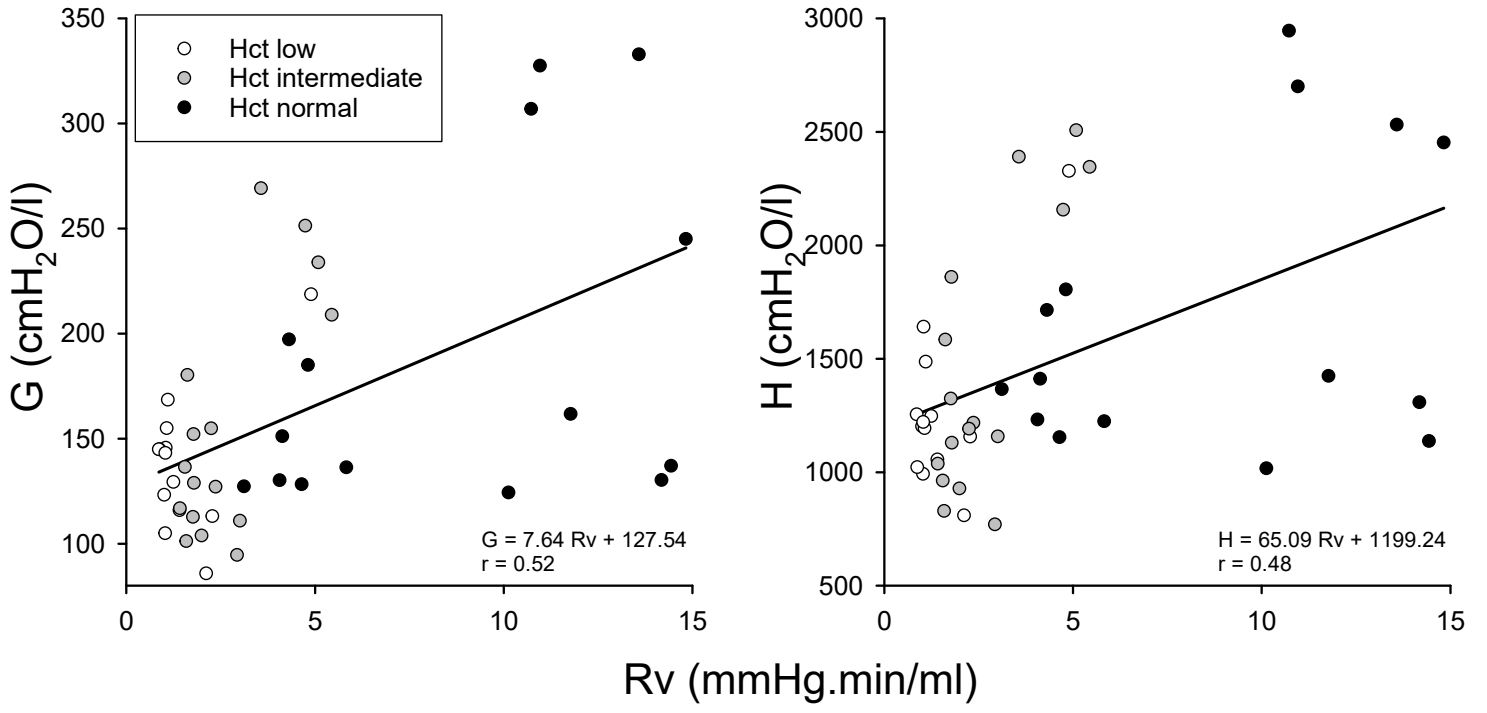 350
300
250
200
150
100
G (cmH₂O/l)
Hct low
Hct intermediate
Hct normal
G = 7.64 Rv + 127.54
r = 0.52
0 5 10 15
3000
2500
2000
1500
1000
500
H (cmH₂O/l)
H = 65.09 Rv + 1199.24
r = 0.48
0 5 10 15
Rv (mmHg.min/ml)